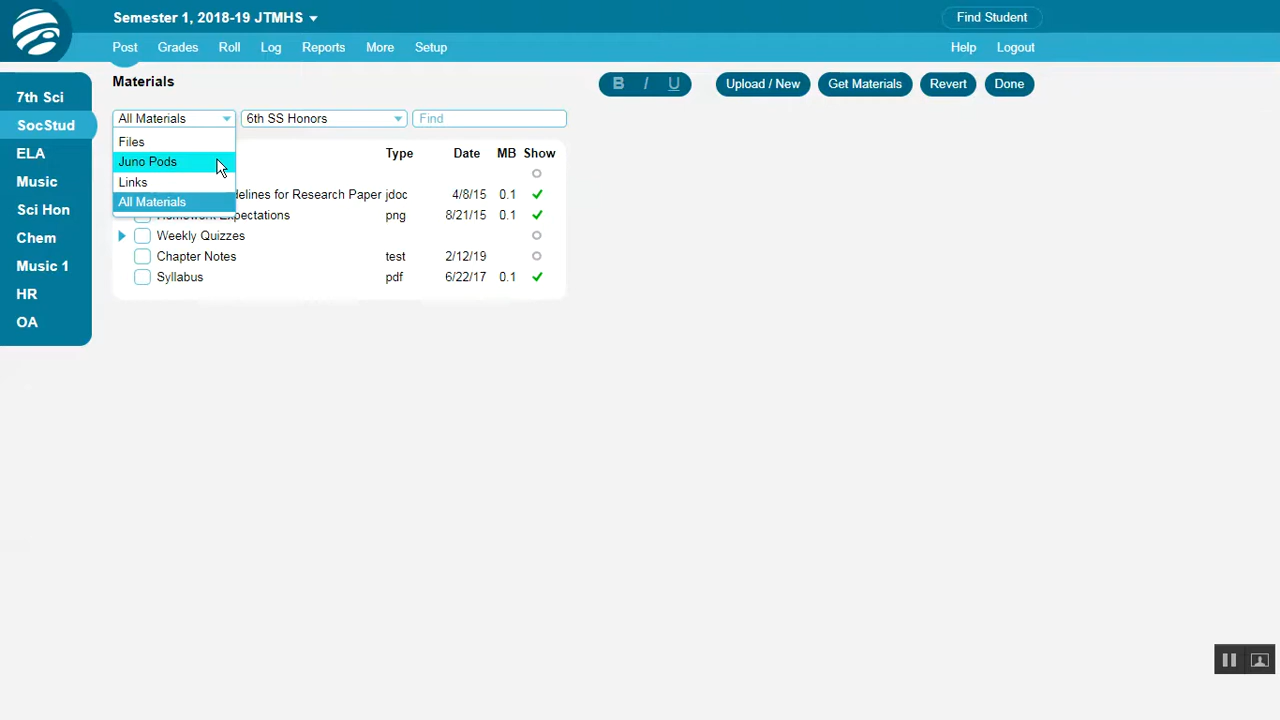 Semester 1, 2018-19 JTMHS
Find Student
Post Grades Roll Log Reports More Setup
Help Logout
Materials
B I U
Upload / New
Get Materials
Revert
Done
7th Sci
SocStud
ELA
Music
Sci Hon
Chem
Music 1
HR
OA
All Materials
6th SS Honors
Find
Files
Juno Pods
Links
All Materials
Type Date MB Show
delines for Research Paper jdoc 4/8/15 0.1
Homework Expectations png 8/21/15 0.1
Weekly Quizzes
Chapter Notes test 2/12/19
Syllabus pdf 6/22/17 0.1